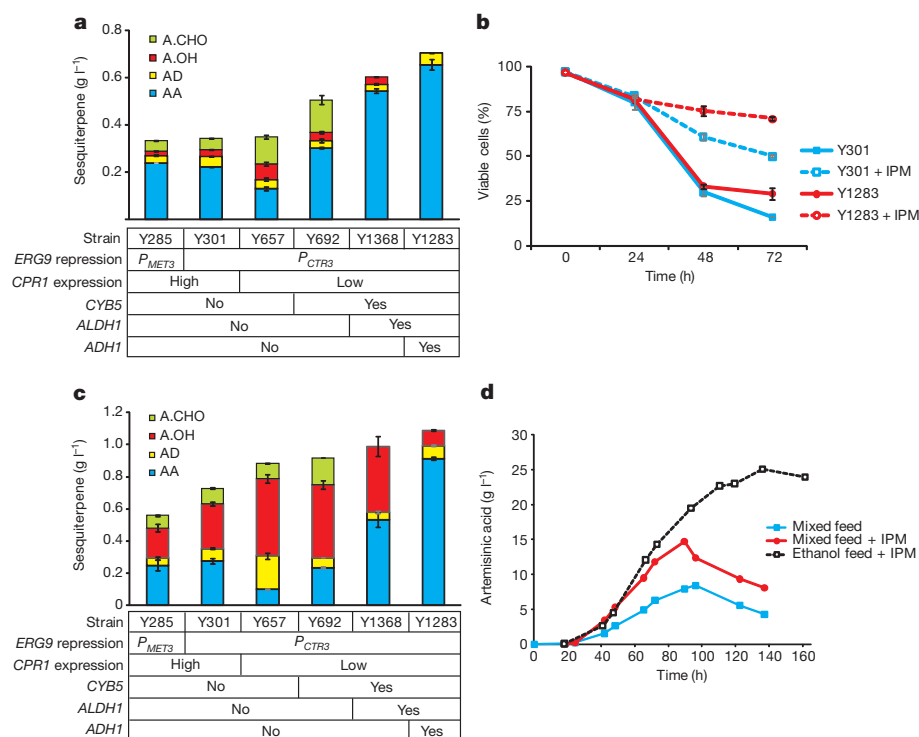 a
0.8
0.6
0.4
0.2
Sesquiterpene (g l⁻¹)
A.CHO
A.OH
AD
AA
Strain Y285 Y301 Y657 Y692 Y1368 Y1283
ERG9 repression P_MET3 P_CTR3
CPR1 expression High Low
CYB5 No Yes
ALDH1 No Yes
ADH1 No Yes
b
100
75
50
25
0
Viable cells (%)
0 24 48 72
Time (h)
Y301
Y301 + IPM
Y1283
Y1283 + IPM
c
1.2
1.0
0.8
0.6
0.4
0.2
0
Sesquiterpene (g l⁻¹)
A.CHO
A.OH
AD
AA
Strain Y285 Y301 Y657 Y692 Y1368 Y1283
ERG9 repression P_MET3 P_CTR3
CPR1 expression High Low
CYB5 No Yes
ALDH1 No Yes
ADH1 No Yes
d
30
25
20
15
10
5
0
Artemisinic acid (g l⁻¹)
0 20 40 60 80 100 120 140 160
Time (h)
Mixed feed
Mixed feed + IPM
Ethanol feed + IPM